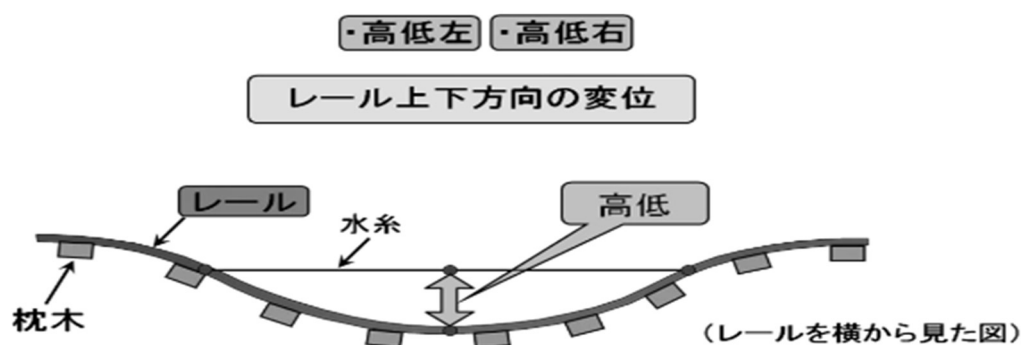 ・高低左 ・高低右
レール上下方向の変位
レール
水糸
高低
枕木
(レールを横から見た図)